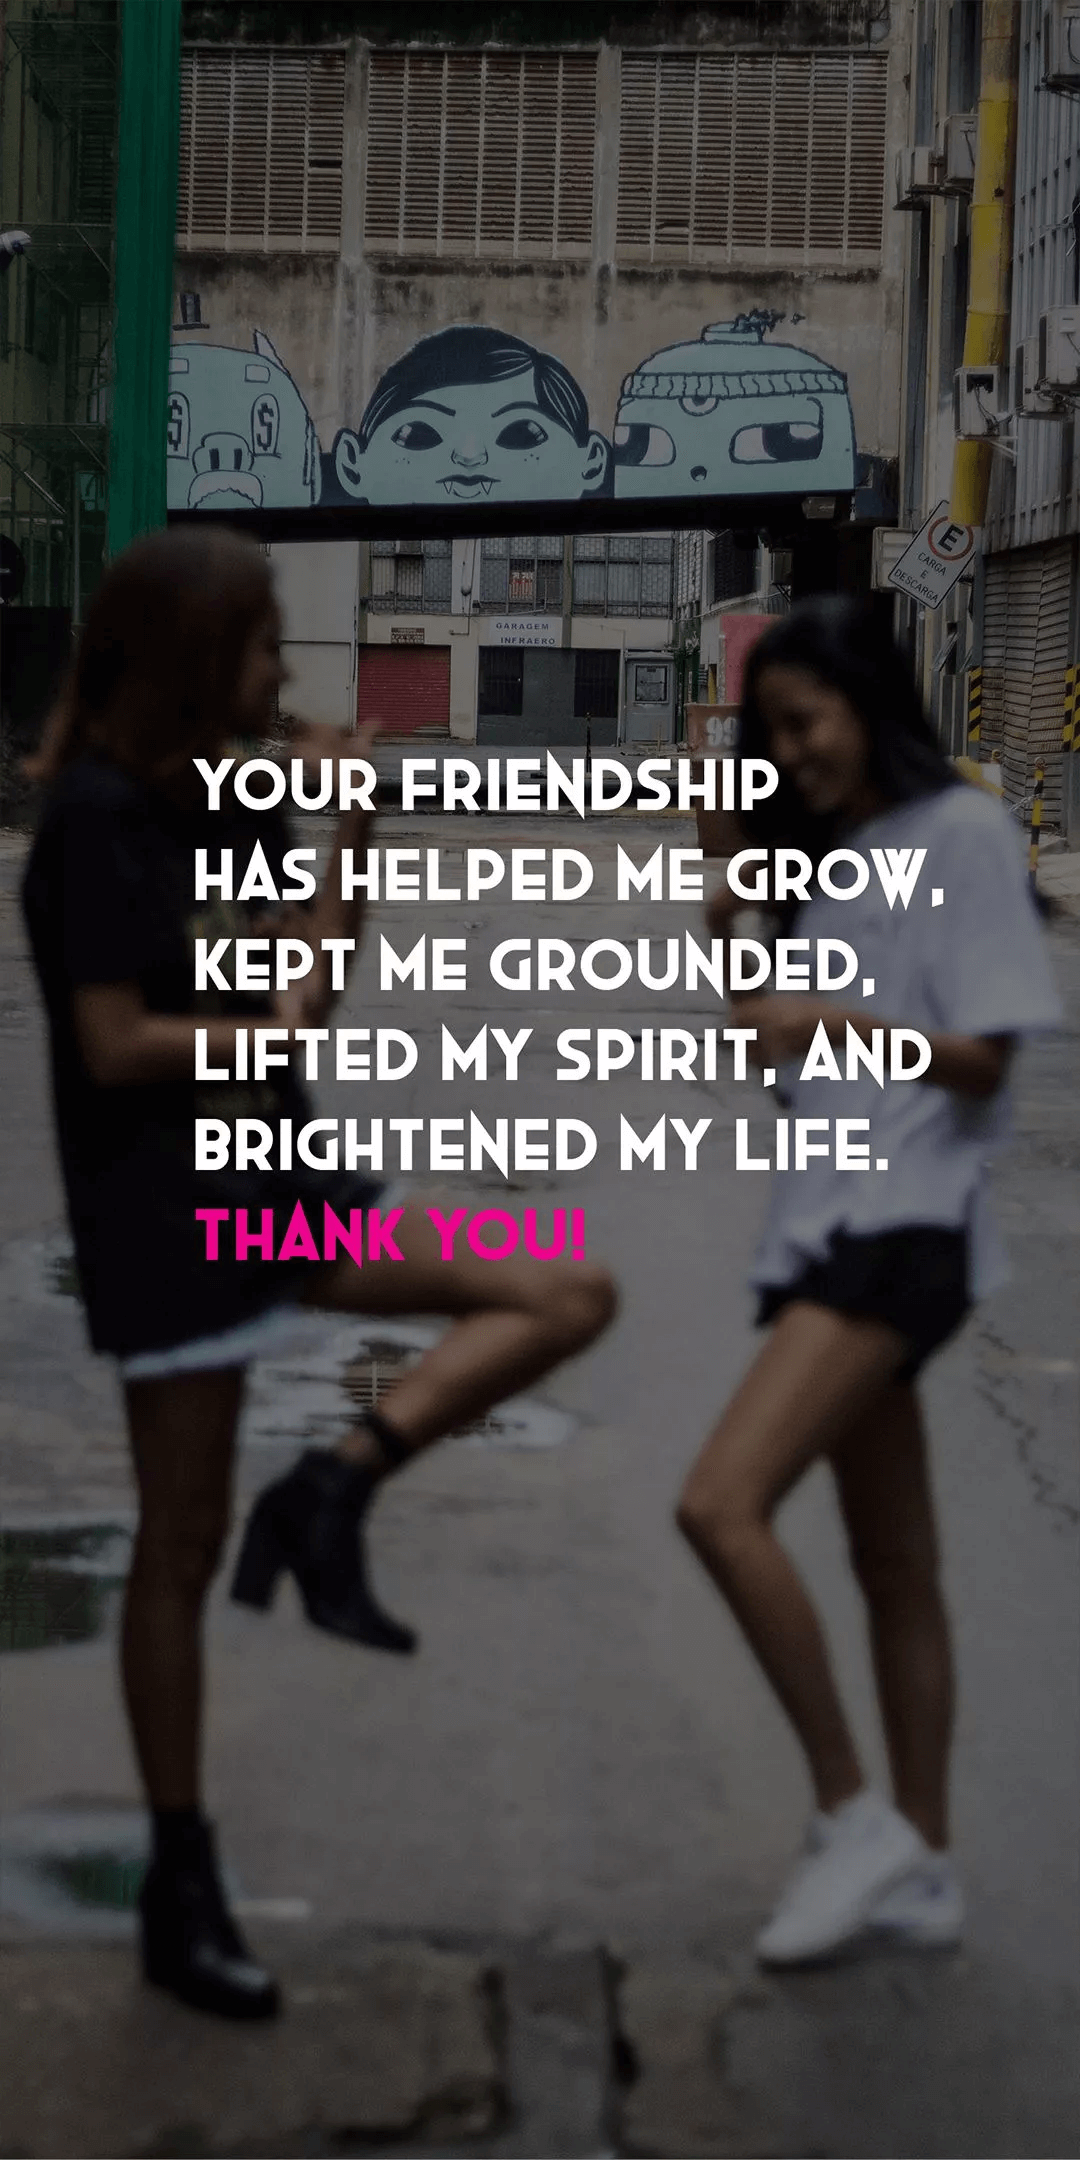 E
CARGA
E
DESCARGA
GARAGEM
INFRAERO
99
YOUR FRIENDSHIP
HAS HELPED ME GROW,
KEPT ME GROUNDED,
LIFTED MY SPIRIT, AND
BRIGHTENED MY LIFE.
THANK YOU!